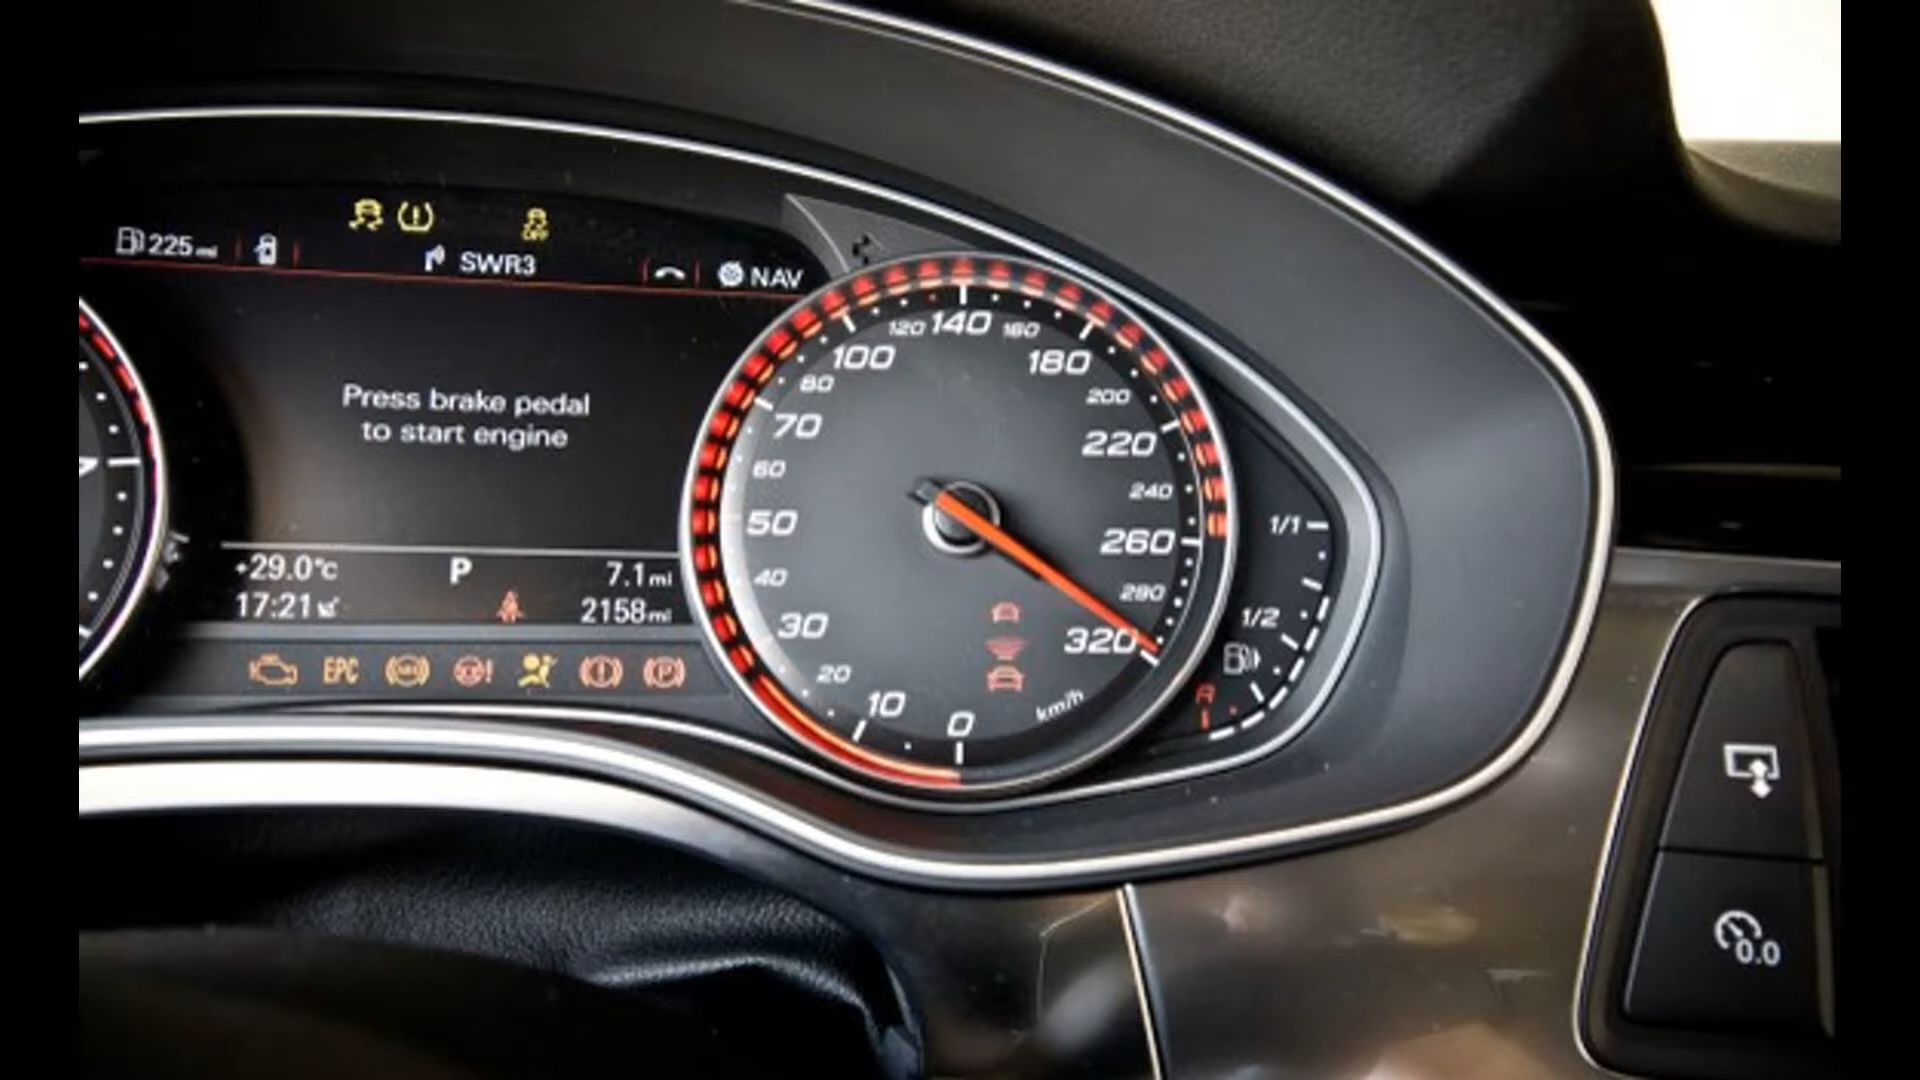 225 mi
SWR3
NAV
Press brake pedal
to start engine
+29.0°c
P
7.1 mi
17:21
2158 mi
EPC
ABS
!
P
OFF
0
10
20
30
40
50
60
70
80
100
120
140
160
180
200
220
240
260
280
320
km/h
1/1
1/2
R
0.0